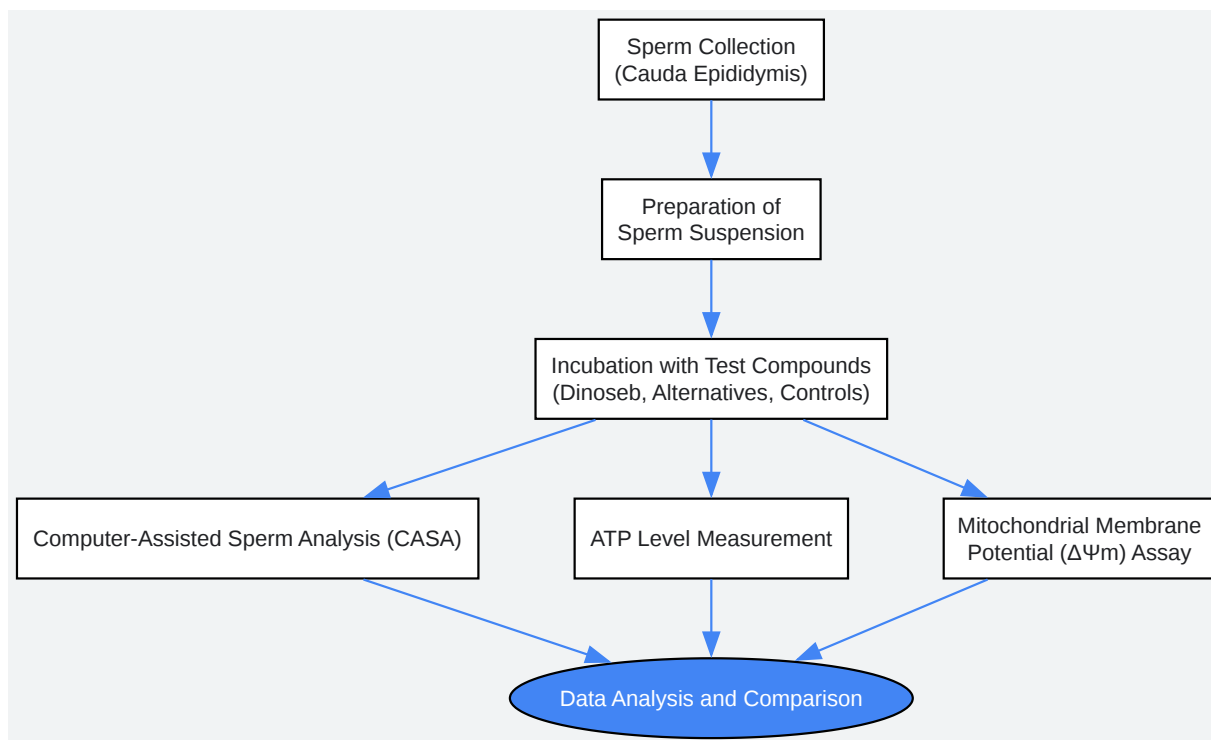 Sperm Collection
(Cauda Epididymis)
Preparation of
Sperm Suspension
Incubation with Test Compounds
(Dinoseb, Alternatives, Controls)
Computer-Assisted Sperm Analysis (CASA)
ATP Level Measurement
Mitochondrial Membrane
Potential (ΔΨm) Assay
Data Analysis and Comparison